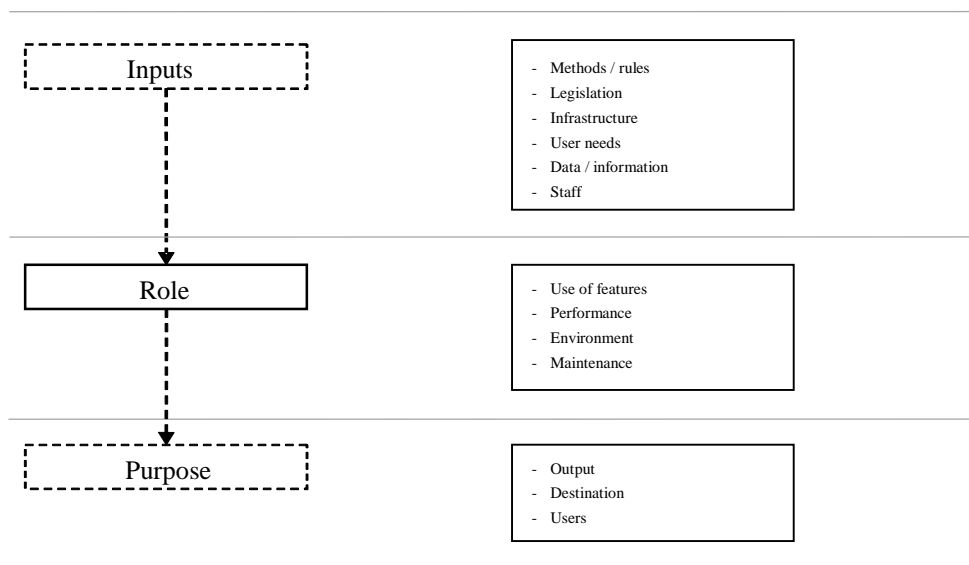 Inputs
- Methods / rules
- Legislation
- Infrastructure
- User needs
- Data / information
- Staff
Role
- Use of features
- Performance
- Environment
- Maintenance
Purpose
- Output
- Destination
- Users